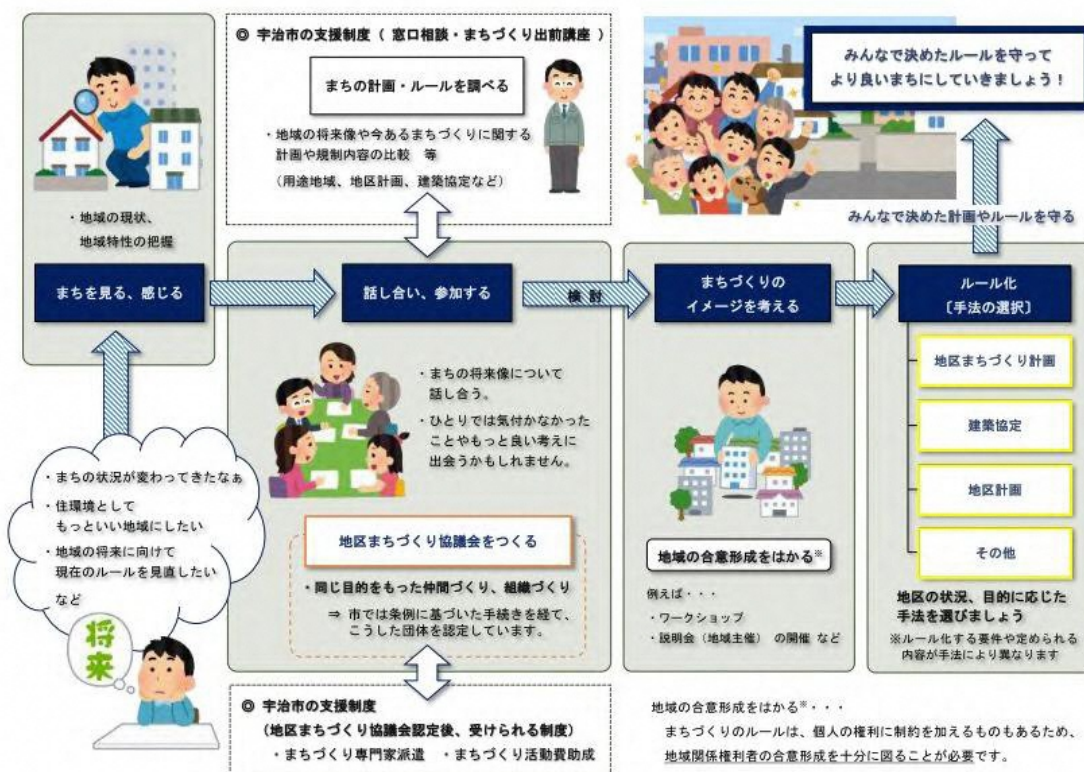 ◎ 宇治市の支援制度（ 窓口相談・まちづくり出前講座 ）
まちの計画・ルールを調べる
・地域の将来像や今あるまちづくりに関する
計画や規制内容の比較　等
（用途地域、地区計画、建築協定など）
みんなで決めたルールを守って
より良いまちにしていきましょう！
みんなで決めた計画やルールを守る
・地域の現状、
地域特性の把握
まちを見る、感じる
話し合い、参加する
検 討
まちづくりの
イメージを考える
ルール化
〔手法の選択〕
・まちの将来像について
話し合う。
・ひとりでは気付かなかった
ことやもっと良い考えに
出会うかもしれません。
地区まちづくり計画
建築協定
地区計画
その他
・まちの状況が変わってきたなぁ
・住環境として
もっといい地域にしたい
・地域の将来に向けて
現在のルールを見直したい
など
将来
地区まちづくり協議会をつくる
・同じ目的をもった仲間づくり、組織づくり
⇒ 市では条例に基づいた手続きを経て、
こうした団体を認定しています。
地域の合意形成をはかる※
例えば・・・
・ワークショップ
・説明会（地域主催） の開催 など
地区の状況、目的に応じた
手法を選びましょう
※ルール化する要件や定められる
内容が手法により異なります
◎ 宇治市の支援制度
（地区まちづくり協議会認定後、受けられる制度）
・まちづくり専門家派遣　・まちづくり活動費助成
地域の合意形成をはかる※・・・
まちづくりのルールは、個人の権利に制約を加えるものもあるため、
地域関係権利者の合意形成を十分に図ることが必要です。